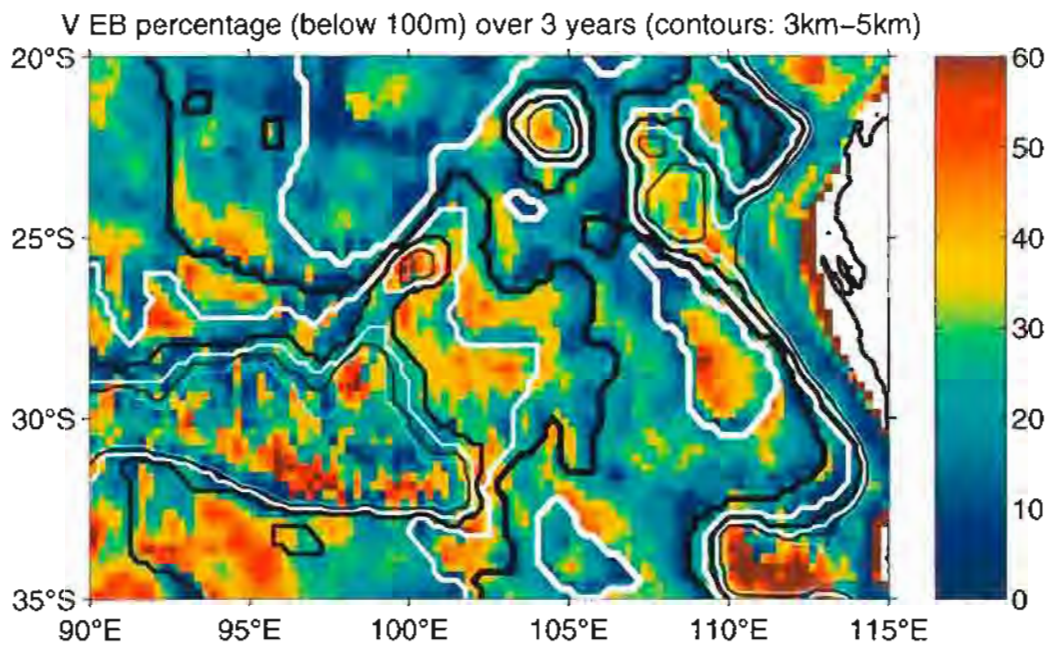 V EB percentage (below 100m) over 3 years (contours: 3km−5km)
20°S
25°S
30°S
35°S
90°E
95°E
100°E
105°E
110°E
115°E
60
50
40
30
20
10
0